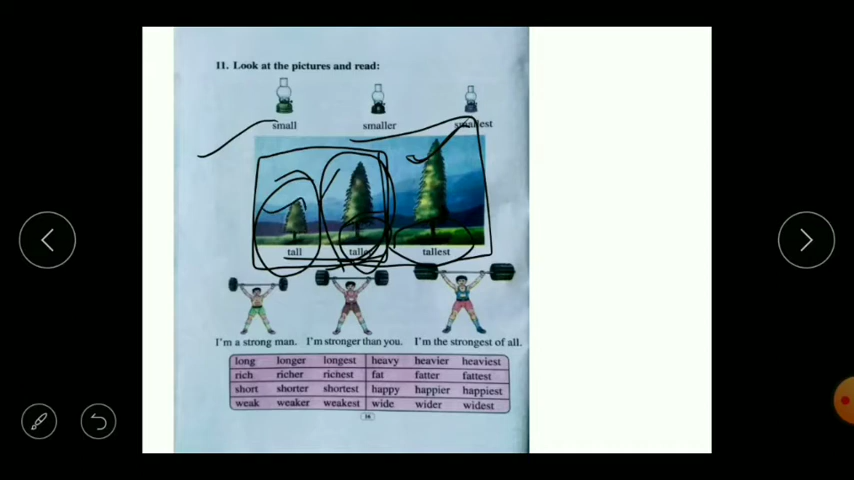 11. Look at the pictures and read:
small smaller smallest
tall taller tallest
I'm a strong man. I'm stronger than you. I'm the strongest of all.
long longer longest heavy heavier heaviest
rich richer richest fat fatter fattest
short shorter shortest happy happier happiest
weak weaker weakest wide wider widest